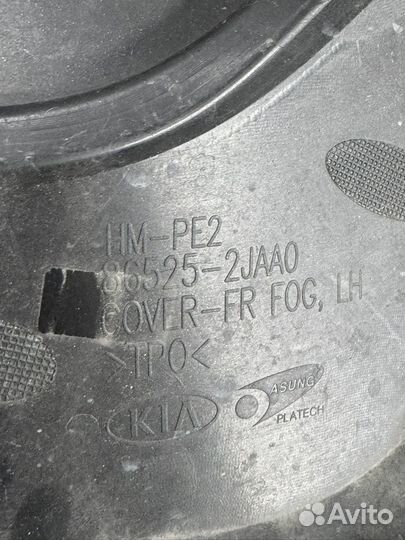 HM-PE2
86525-2JAA0
COVER-FR FOG, LH
>TPO<
KIA
ASUNG
PLATECH
Avito